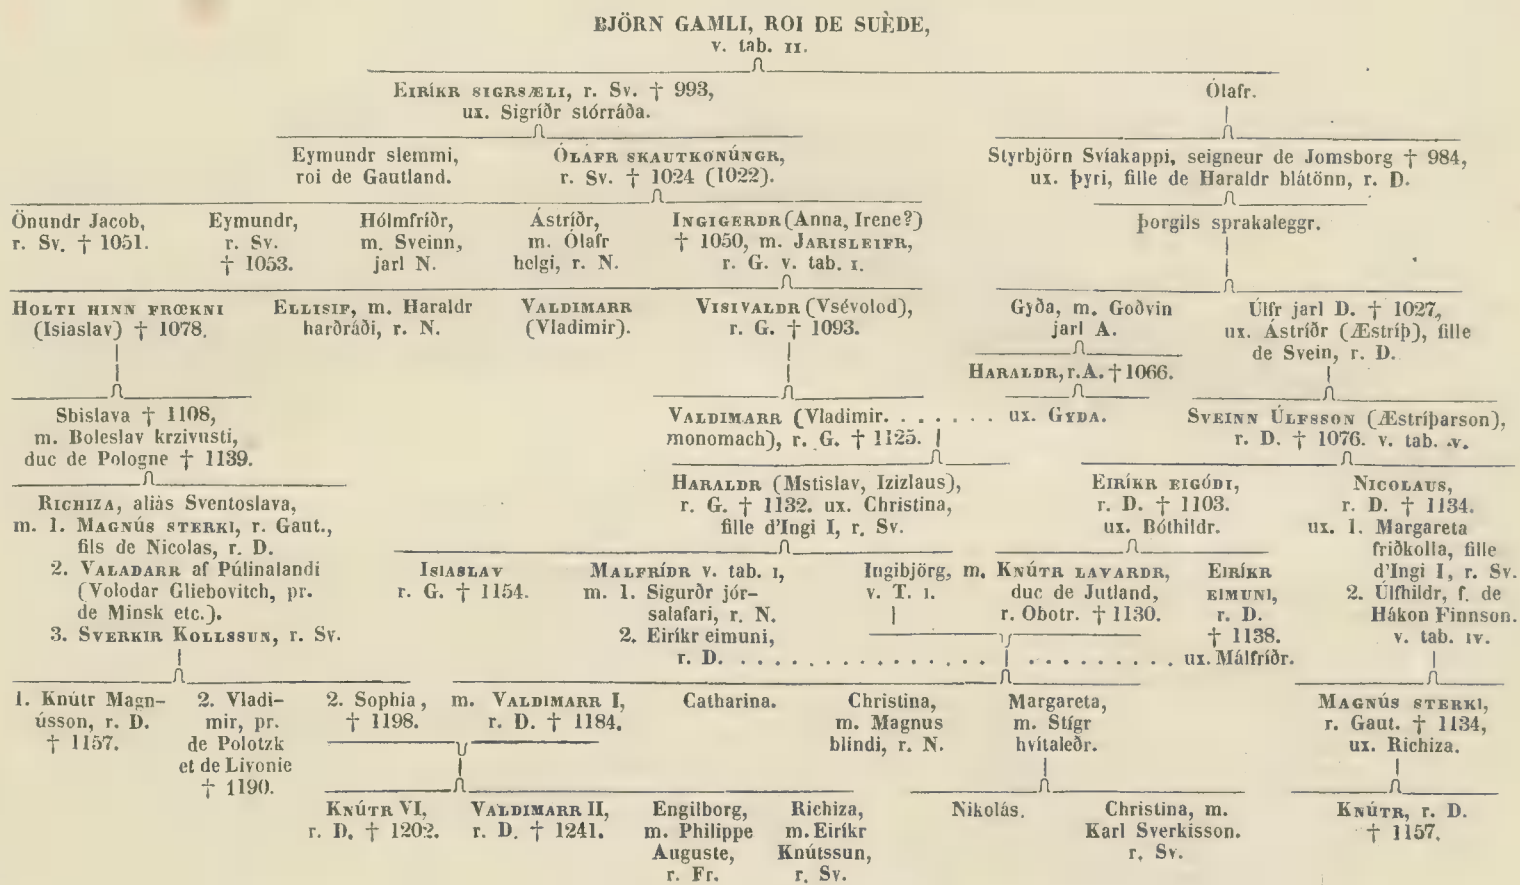 BJÖRN GAMLI, ROI DE SUÈDE,
v. tab. II.
EIRÍKR SIGRSÆLI, r. Sv. † 993,
ux. Sigríðr stórráða.
Ólafr.
Eymundr slemmi,
roi de Gautland.
ÓLAFR SKAUTKONÚNGR,
r. Sv. † 1024 (1022).
Styrbjörn Svíakappi, seigneur de Jomsborg † 984,
ux. Þyri, fille de Haraldr blátönn, r. D.
Önundr Jacob,
r. Sv. † 1051.
Eymundr,
r. Sv.
† 1053.
Hólmfríðr,
m. Sveinn,
jarl N.
Ástríðr,
m. Ólafr
helgi, r. N.
INGIGERDR (Anna, Irene?)
† 1050, m. JARISLEIFR,
r. G. v. tab. I.
Þorgils sprakaleggr.
HOLTI HINN FRŒKNI
(Isiaslav) † 1078.
ELLISIF, m. Haraldr
harðráði, r. N.
VALDIMARR
(Vladimir).
VISIVALDR (Vsévolod),
r. G. † 1093.
Gyða, m. Goðvin
jarl A.
Úlfr jarl D. † 1027,
ux. Ástríðr (Æstríþ), fille
de Svein, r. D.
HARALDR, r. A. † 1066.
Sbislava † 1108,
m. Boleslav krzivusti,
duc de Pologne † 1139.
VALDIMARR (Vladimir. . . . . . . ux. GYDA.
monomach), r. G. † 1125.
SVEINN ÚLFSSON (Æstríþarson),
r. D. † 1076. v. tab. v.
RICHIZA, aliàs Sventoslava,
m. 1. MAGNÚS STERKI, r. Gaut.,
fils de Nicolas, r. D.
2. VALADARR af Púlinalandi
(Volodar Gliebovitch, pr.
de Minsk etc.).
3. SVERKIR KOLLSSUN, r. Sv.
HARALDR (Mstislav, Izizlaus),
r. G. † 1132. ux. Christina,
fille d'Ingi I, r. Sv.
EIRÍKR EIGÓDI,
r. D. † 1103.
ux. Bóthildr.
NICOLAUS,
r. D. † 1134.
ux. 1. Margareta
friðkolla, fille
d'Ingi I, r. Sv.
2. Úlfhildr, f. de
Hákon Finnson.
v. tab. IV.
ISIASLAV
r. G. † 1154.
MALFRÍDR v. tab. I,
m. 1. Sigurðr jór-
salafari, r. N.
2. Eiríkr eimuni,
r. D. . . . . . . . . . . . . . . . | . . . . . . . . . ux. Málfríðr.
Ingibjörg, m.
v. T. I.
KNÚTR LAVARDR,
duc de Jutland,
r. Obotr. † 1130.
EIRÍKR
EIMUNI,
r. D.
† 1138.
1. Knútr Magn-
ússon, r. D.
† 1157.
2. Vladi-
mir, pr.
de Polotzk
et de Livonie
† 1190.
2. Sophia,
† 1198.
m. VALDIMARR I,
r. D. † 1184.
Catharina.
Christina,
m. Magnus
blindi, r. N.
Margareta,
m. Stígr
hvítaleðr.
MAGNÚS STERKI,
r. Gaut. † 1134,
ux. Richiza.
KNÚTR VI,
r. D. † 1202.
VALDIMARR II,
r. D. † 1241.
Engilborg,
m. Philippe
Auguste,
r. Fr.
Richiza,
m. Eiríkr
Knútssun,
r. Sv.
Nikolás.
Christina, m.
Karl Sverkisson.
r. Sv.
KNÚTR, r. D.
† 1157.